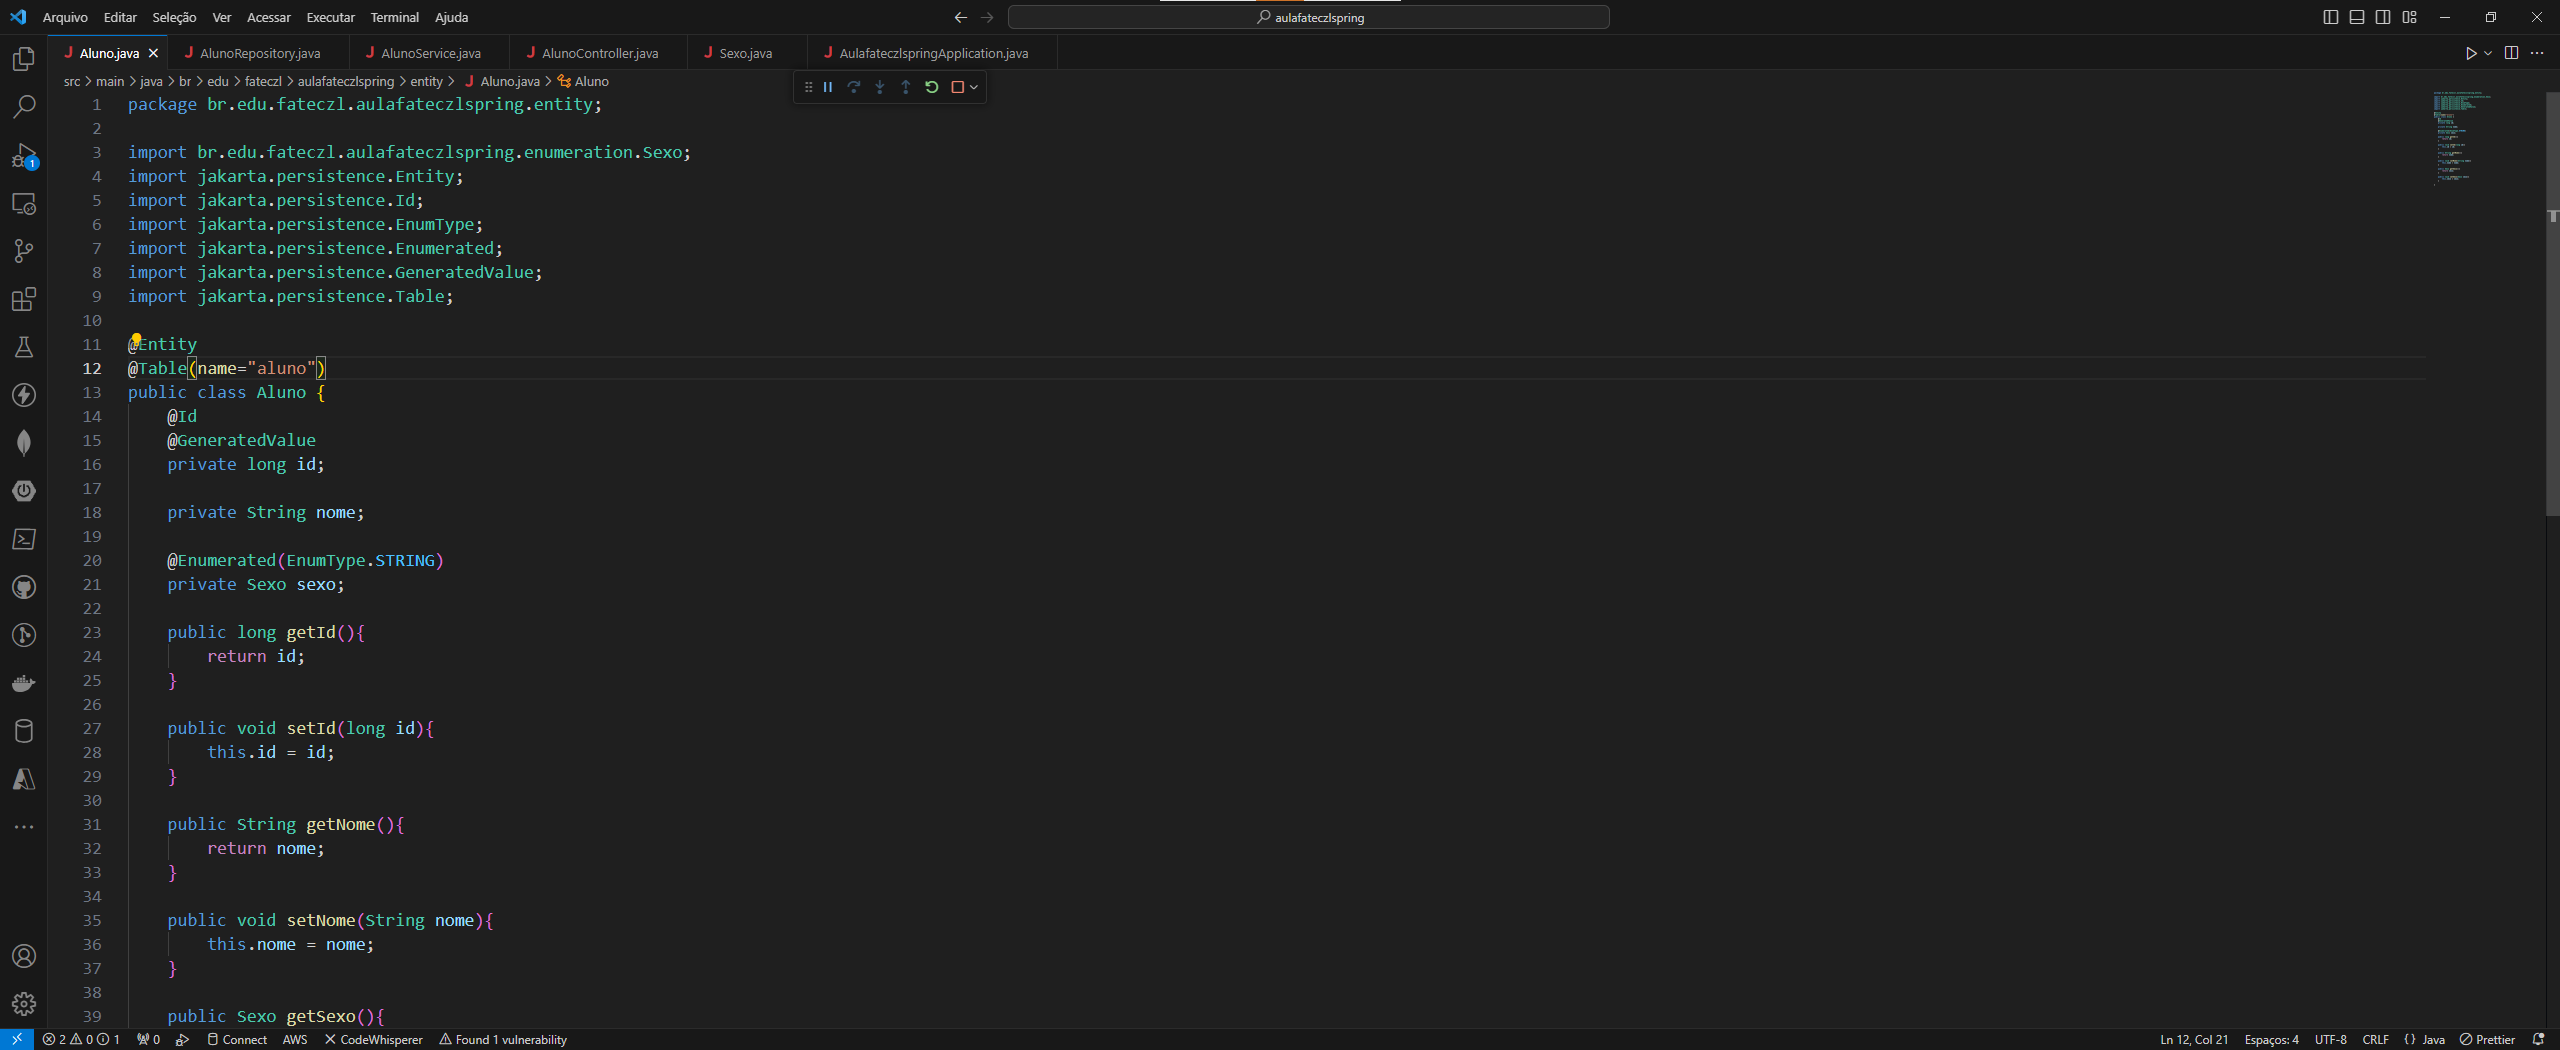 Arquivo Editar Seleção Ver Acessar Executar Terminal Ajuda aulafateczlspring
Aluno.java AlunoRepository.java AlunoService.java AlunoController.java Sexo.java AulafateczlspringApplication.java
src > main > java > br > edu > fateczl > aulafateczlspring > entity > Aluno.java > Aluno
1 package br.edu.fateczl.aulafateczlspring.entity;
2
3 import br.edu.fateczl.aulafateczlspring.enumeration.Sexo;
4 import jakarta.persistence.Entity;
5 import jakarta.persistence.Id;
6 import jakarta.persistence.EnumType;
7 import jakarta.persistence.Enumerated;
8 import jakarta.persistence.GeneratedValue;
9 import jakarta.persistence.Table;
10
11 @Entity
12 @Table(name="aluno")
13 public class Aluno {
14 @Id
15 @GeneratedValue
16 private long id;
17
18 private String nome;
19
20 @Enumerated(EnumType.STRING)
21 private Sexo sexo;
22
23 public long getId(){
24 return id;
25 }
26
27 public void setId(long id){
28 this.id = id;
29 }
30
31 public String getNome(){
32 return nome;
33 }
34
35 public void setNome(String nome){
36 this.nome = nome;
37 }
38
39 public Sexo getSexo(){
1
2 0 1 0 Connect AWS CodeWhisperer Found 1 vulnerability Ln 12, Col 21 Espaços: 4 UTF-8 CRLF {} Java Prettier